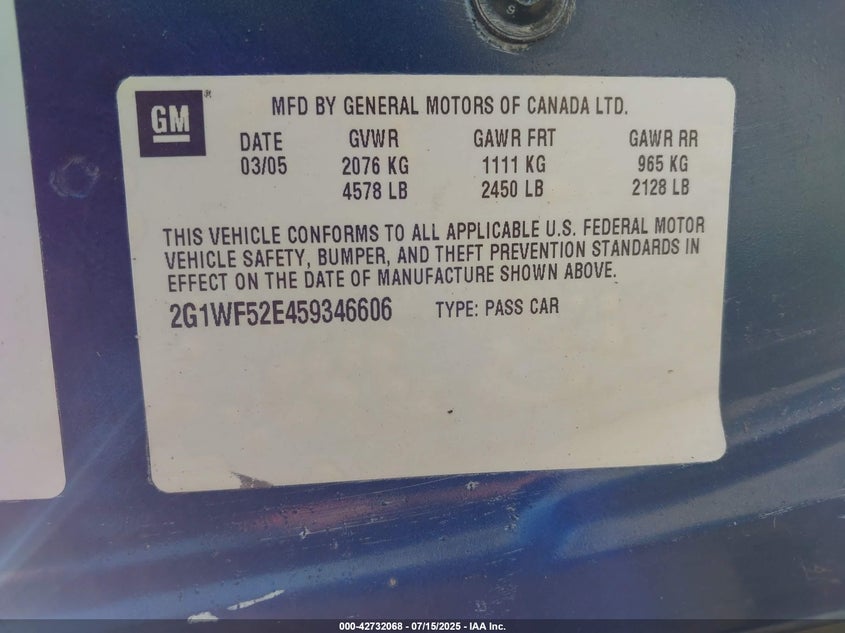 GM®
MFD BY GENERAL MOTORS OF CANADA LTD.
DATE GVWR GAWR FRT GAWR RR
03/05 2076 KG 1111 KG 965 KG
4578 LB 2450 LB 2128 LB
THIS VEHICLE CONFORMS TO ALL APPLICABLE U.S. FEDERAL MOTOR
VEHICLE SAFETY, BUMPER, AND THEFT PREVENTION STANDARDS IN
EFFECT ON THE DATE OF MANUFACTURE SHOWN ABOVE.
2G1WF52E459346606 TYPE: PASS CAR
000-42732068 - 07/15/2025 - IAA Inc.